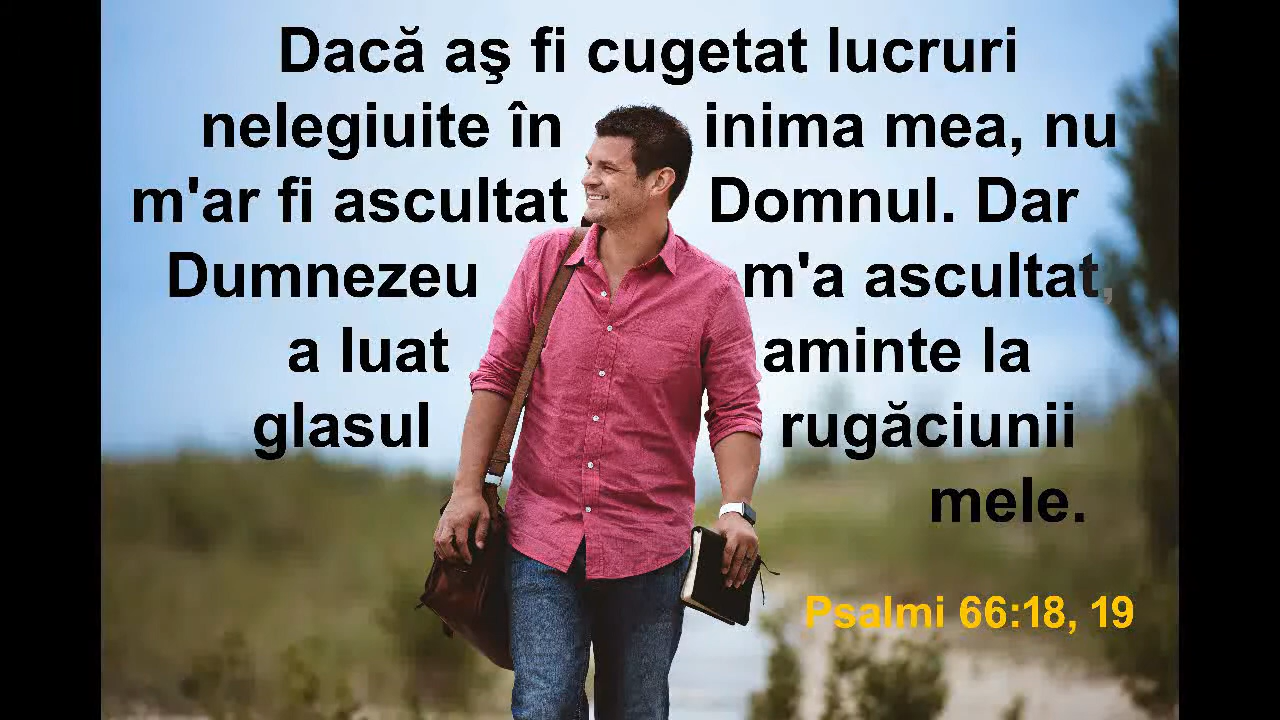 Dacă aş fi cugetat lucruri
nelegiuite în inima mea, nu
m'ar fi ascultat Domnul. Dar
Dumnezeu m'a ascultat,
a luat aminte la
glasul rugăciunii
mele.
Psalmi 66:18, 19